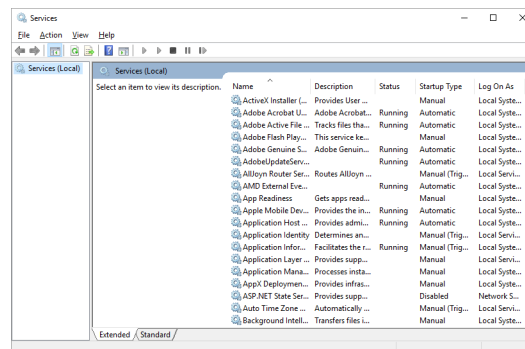 Services
File Action View Help
Services (Local)
Services (Local)
Select an item to view its description.
Name Description Status Startup Type Log On As
ActiveX Installer (... Provides User ... Manual Local Syste...
Adobe Acrobat U... Adobe Acrobat... Running Automatic Local Syste...
Adobe Active File ... Tracks files tha... Running Automatic Local Syste...
Adobe Flash Play... This service ke... Manual Local Syste...
Adobe Genuine S... Adobe Genuin... Running Automatic Local Syste...
AdobeUpdateServ... Running Automatic Local Syste...
AllJoyn Router Ser... Routes AllJoyn ... Manual (Trig... Local Servi...
AMD External Eve... Running Automatic Local Syste...
App Readiness Gets apps read... Manual Local Syste...
Apple Mobile Dev... Provides the in... Running Automatic Local Syste...
Application Host ... Provides admi... Running Automatic Local Syste...
Application Identity Determines an... Manual (Trig... Local Servi...
Application Infor... Facilitates the r... Running Manual (Trig... Local Syste...
Application Layer ... Provides supp... Manual Local Servi...
Application Mana... Processes insta... Manual Local Syste...
AppX Deploymen... Provides infras... Manual Local Syste...
ASP.NET State Ser... Provides supp... Disabled Network S...
Auto Time Zone ... Automatically ... Manual (Trig... Local Servi...
Background Intell... Transfers files i... Manual Local Syste...
Extended Standard